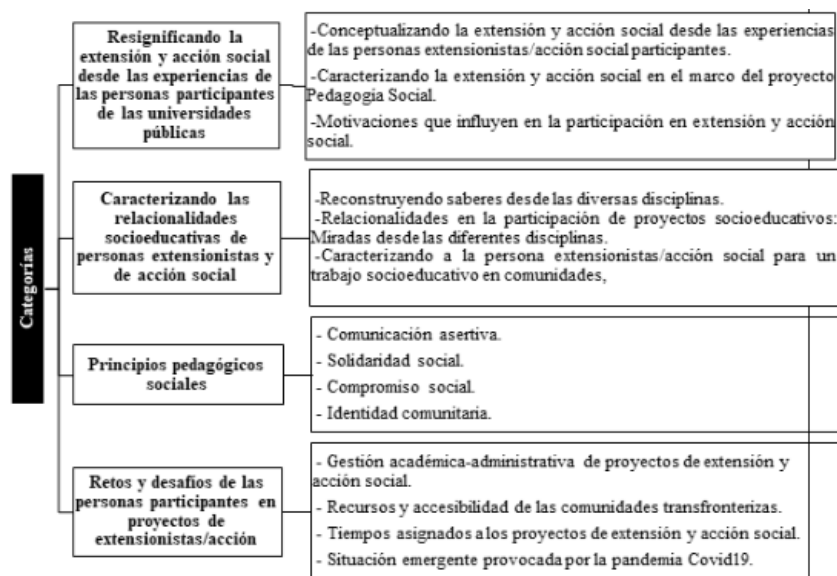 Categorías
Resignificando la
extensión y acción social
desde las experiencias de
las personas participantes
de las universidades
públicas
-Conceptualizando la extensión y acción social desde las experiencias
de las personas extensionistas/acción social participantes.
-Caracterizando la extensión y acción social en el marco del proyecto
Pedagogía Social.
-Motivaciones que influyen en la participación en extensión y acción
social.
Caracterizando las
relacionalidades
socioeducativas de
personas extensionistas y
de acción social
-Reconstruyendo saberes desde las diversas disciplinas.
-Relacionalidades en la participación de proyectos socioeducativos:
Miradas desde las diferentes disciplinas.
-Caracterizando a la persona extensionistas/acción social para un
trabajo socioeducativo en comunidades,
Principios pedagógicos
sociales
- Comunicación asertiva.
- Solidaridad social.
- Compromiso social.
- Identidad comunitaria.
Retos y desafíos de las
personas participantes en
proyectos de
extensionistas/acción
- Gestión académica-administrativa de proyectos de extensión y
acción social.
- Recursos y accesibilidad de las comunidades transfronterizas.
- Tiempos asignados a los proyectos de extensión y acción social.
- Situación emergente provocada por la pandemia Covid19.